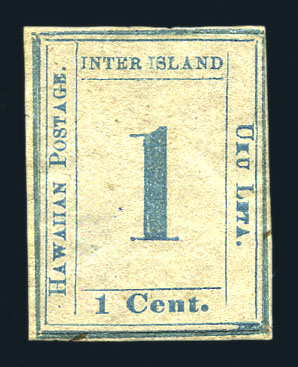 INTER ISLAND
HAWAIIAN POSTAGE.
1
UKU LETA.
1 Cent.